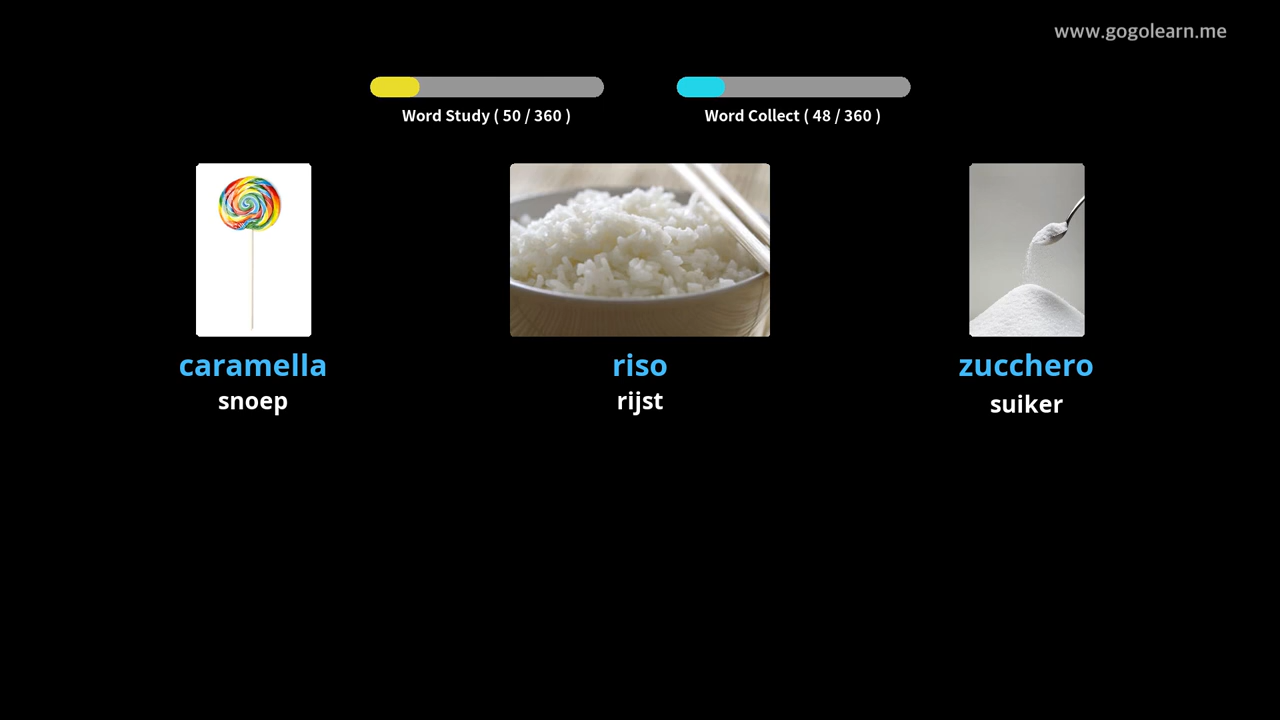 www.gogolearn.me
Word Study ( 50 / 360 )
Word Collect ( 48 / 360 )
caramella
snoep
riso
rijst
zucchero
suiker